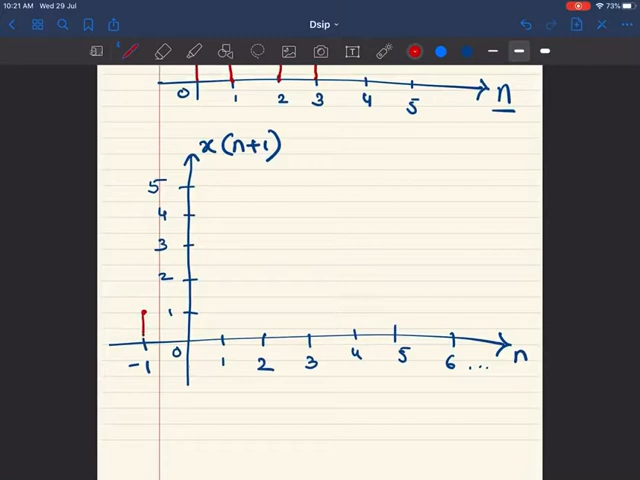 10:21 AM Wed 29 Jul
73%
Dsip
0 1 2 3 4 5 n
x(n+1)
5
4
3
2
1
-1 0 1 2 3 4 5 6 ... n